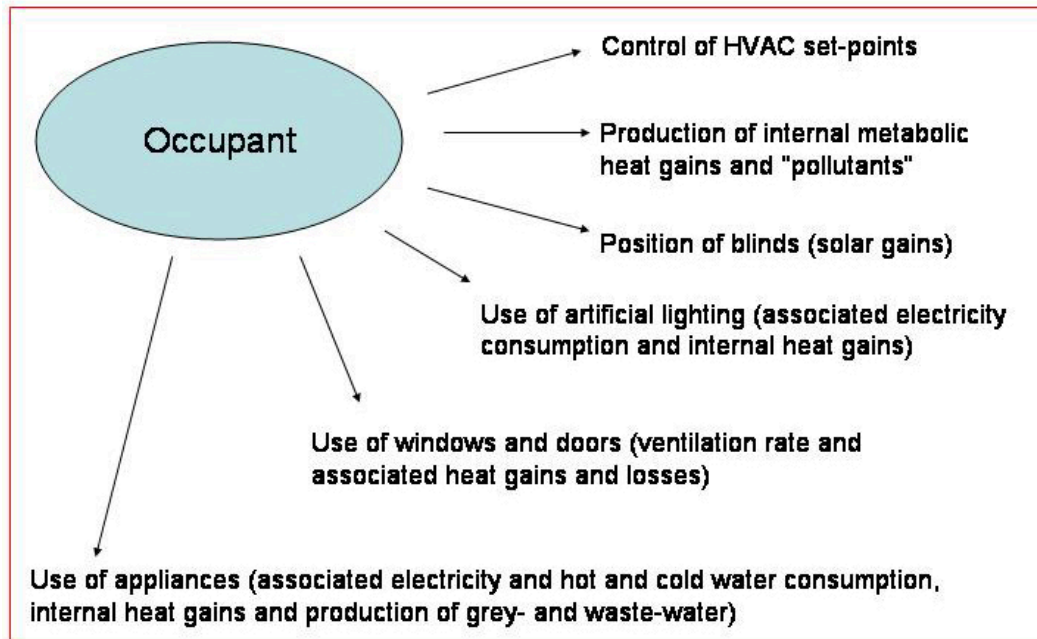 Occupant
Control of HVAC set-points
Production of internal metabolic
heat gains and "pollutants"
Position of blinds (solar gains)
Use of artificial lighting (associated electricity
consumption and internal heat gains)
Use of windows and doors (ventilation rate and
associated heat gains and losses)
Use of appliances (associated electricity and hot and cold water consumption,
internal heat gains and production of grey- and waste-water)